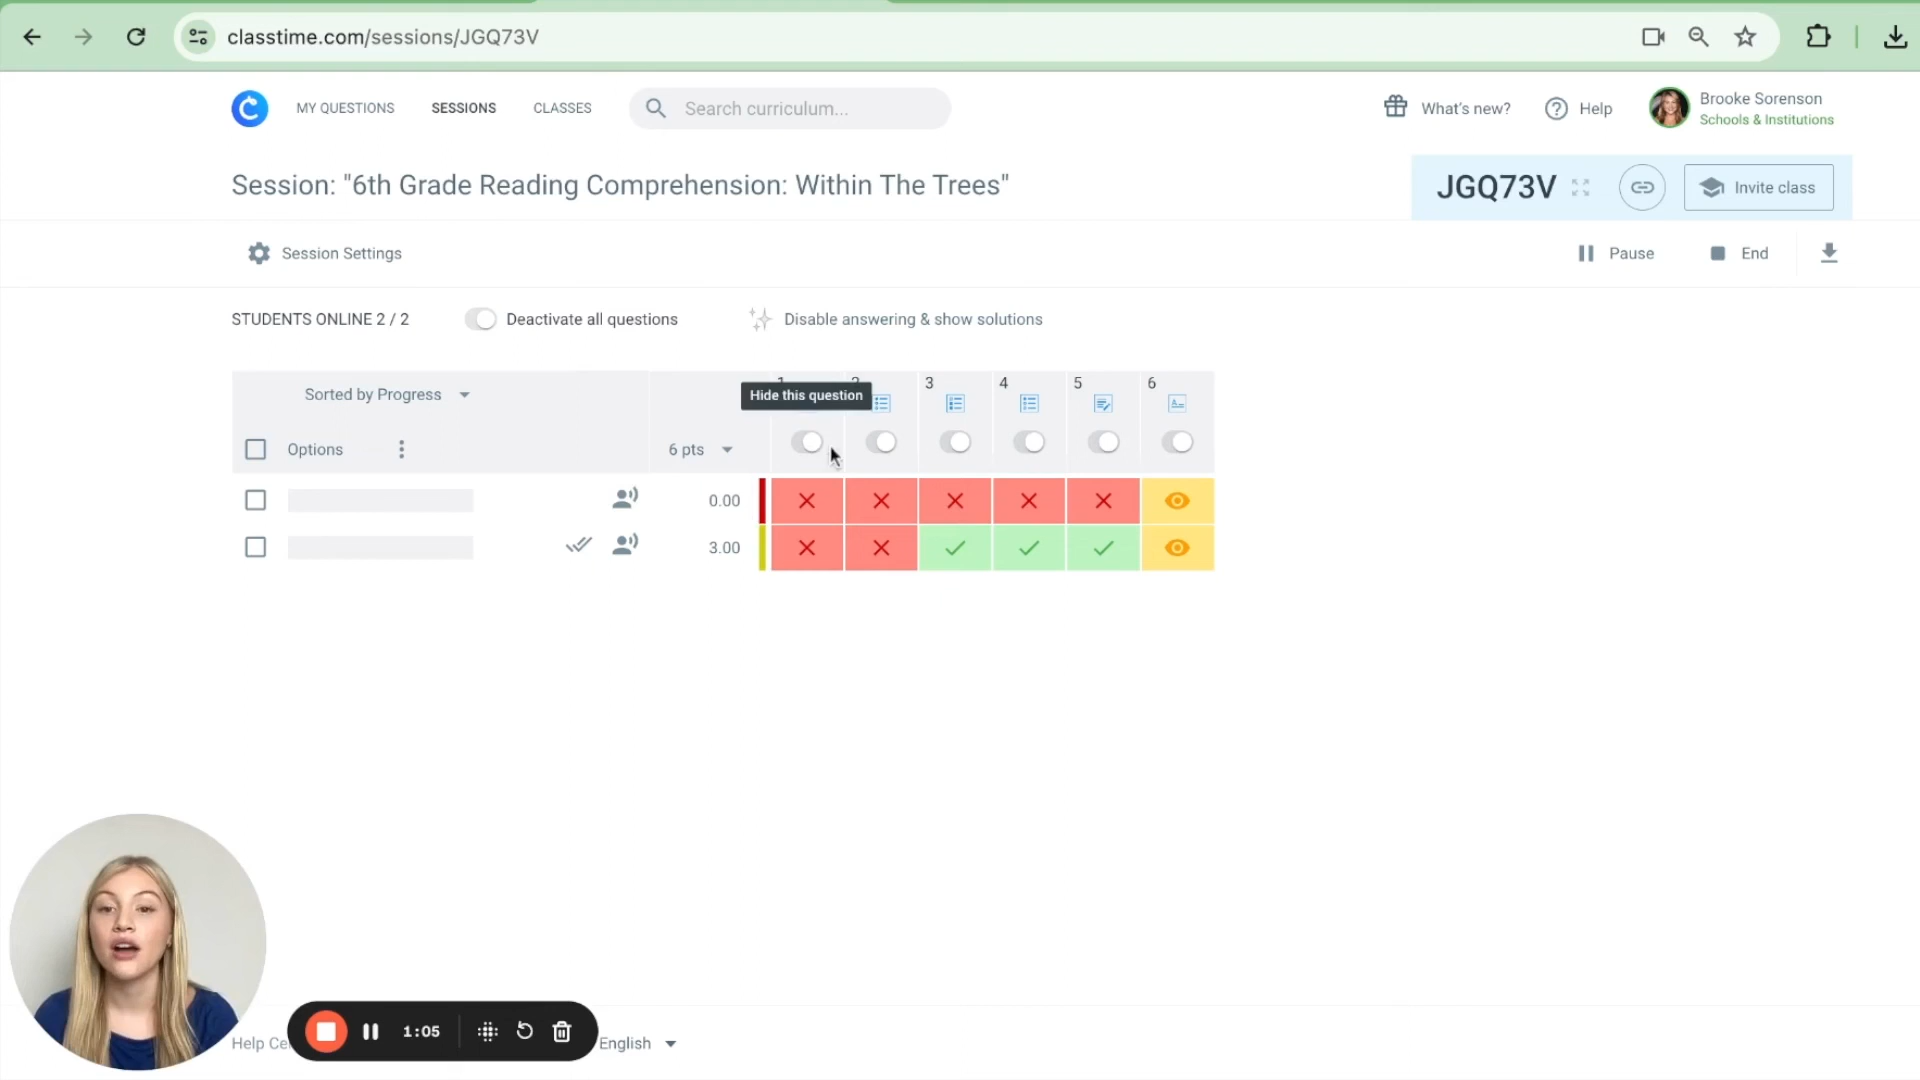 classtime.com/sessions/JGQ73V
MY QUESTIONS
SESSIONS
CLASSES
Search curriculum...
What's new?
Help
Brooke Sorenson
Schools & Institutions
Session: "6th Grade Reading Comprehension: Within The Trees"
JGQ73V
Invite class
Session Settings
Pause
End
STUDENTS ONLINE 2 / 2
Deactivate all questions
Disable answering & show solutions
Sorted by Progress
Hide this question
3
4
5
6
Options
6 pts
0.00
3.00
Help
1:05
English